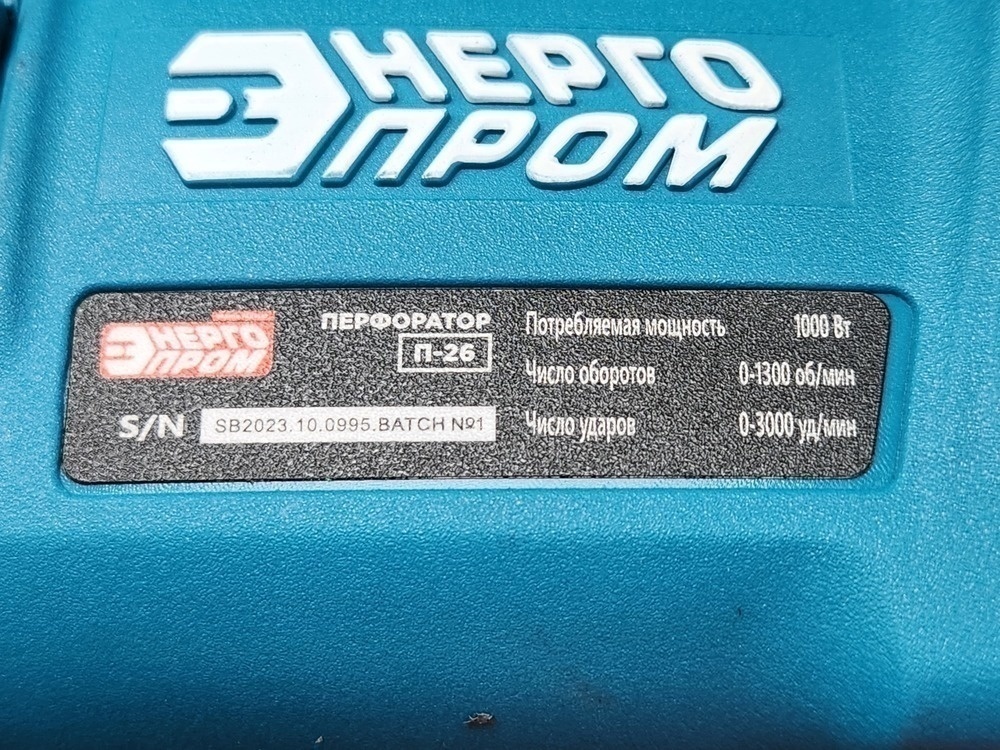 ЭНЕРГО
ПРОМ
ЭНЕРГО
ПРОМ
ПЕРФОРАТОР
П-26
S/N SB2023.10.0995.BATCH №1
Потребляемая мощность 1000 Вт
Число оборотов 0-1300 об/мин
Число ударов 0-3000 уд/мин